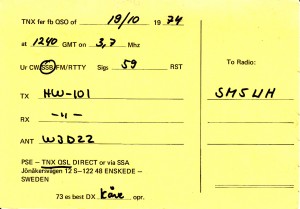 TNX fer fb QSO of 19/10 1974
at 1240 GMT on 3,7 Mhz
Ur CW/SSB/FM/RTTY Sigs 59 RST
To Radio:
TX HW-101
SM5WH
RX -"-
ANT W3DZZ
PSE – TNX QSL DIRECT or via SSA
Jönåkersvägen 12 S–122 48 ENSKEDE –
SWEDEN
73 es best DX Kåre opr.